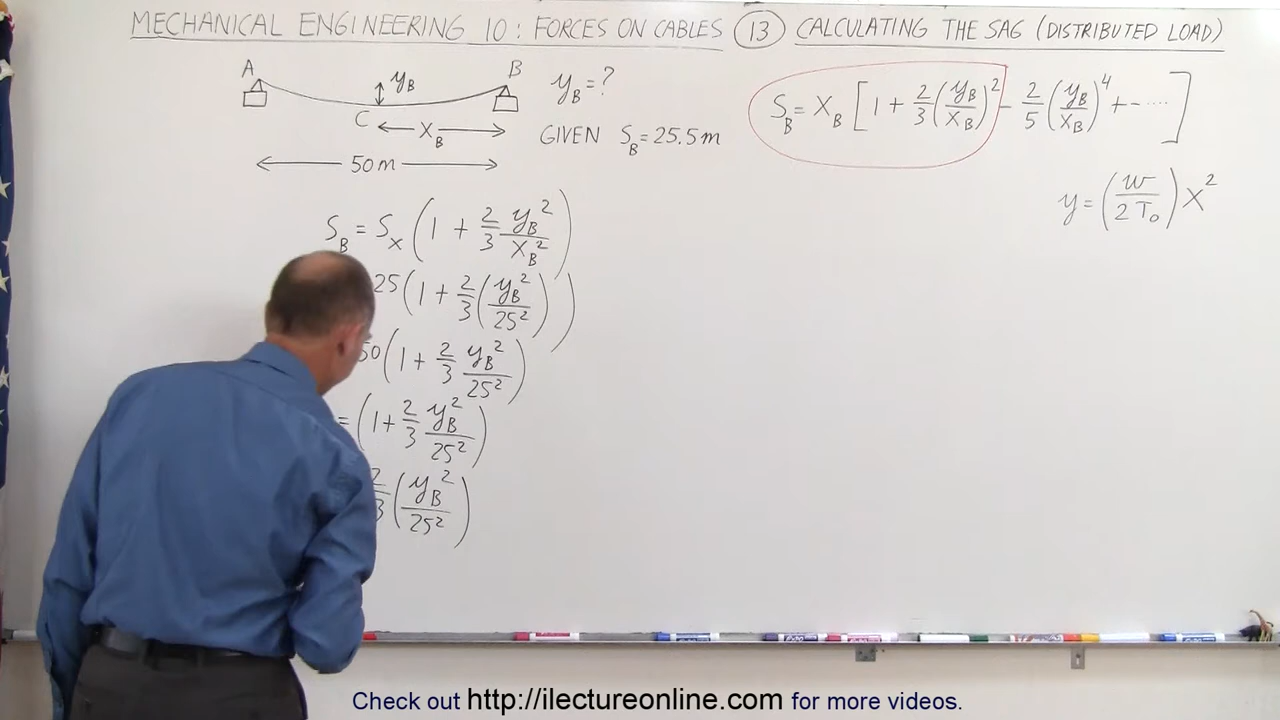 MECHANICAL ENGINEERING 10: FORCES ON CABLES (13) CALCULATING THE SAG (DISTRIBUTED LOAD)
A
B
y_B
C
X_B
50 m
y_B = ?
GIVEN S_B = 25.5 m
S_B = X_B [1 + 2/3 (y_B/X_B)^2 - 2/5 (y_B/X_B)^4 + - ....]
y = (w/2T_o) X^2
S_B = S_X (1 + 2/3 y_B^2/X_B^2)
25 (1 + 2/3 (y_B^2/25^2))
50 (1 + 2/3 y_B^2/25^2)
= (1 + 2/3 y_B^2/25^2)
2/3 (y_B^2/25^2)
Check out http://ilectureonline.com for more videos.